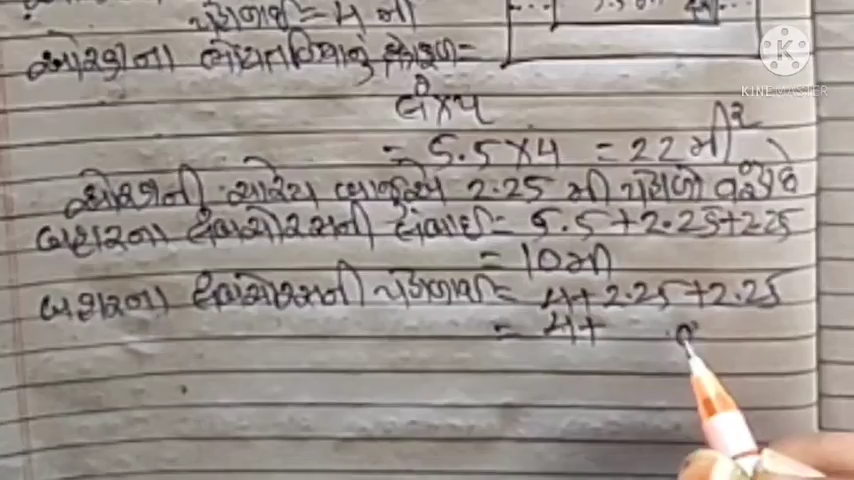 પહોળાઈ = 4 મી
ઓરડાના ભોંયતળિયાનું ક્ષેત્રફળ =
લં × પ
= 5.5 × 4 = 22 મી²
ઓરડાની ચારેય બાજુએ 2.25 મી પહોળો વરંડો છે
બહારના લંબચોરસની લંબાઈ = 5.5 + 2.25 + 2.25
= 10 મી
બહારના લંબચોરસની પહોળાઈ = 4 + 2.25 + 2.25
= 4 +
KINEMASTER